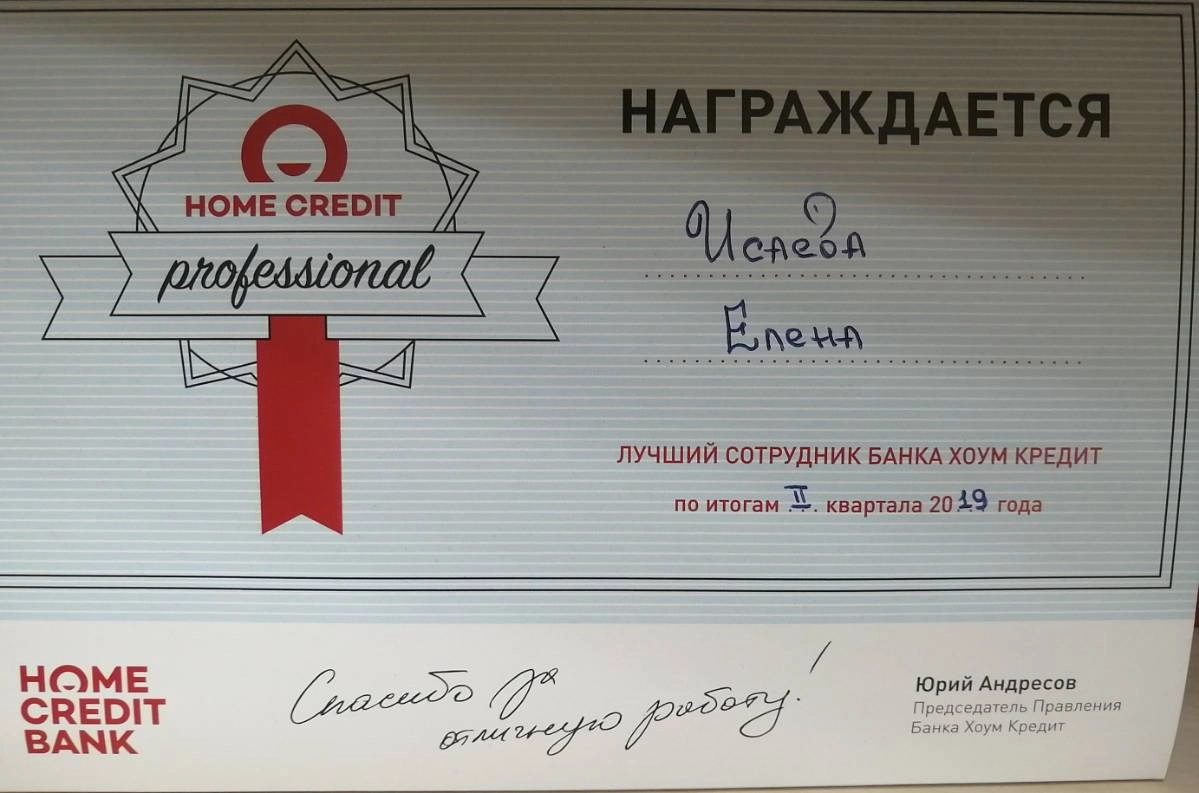 HOME CREDIT
professional
НАГРАЖДАЕТСЯ
Исаева
Елена
ЛУЧШИЙ СОТРУДНИК БАНКА ХОУМ КРЕДИТ
по итогам II. квартала 2019 года
HOME
CREDIT
BANK
Спасибо за
отличную работу!
Юрий Андресов
Председатель Правления
Банка Хоум Кредит